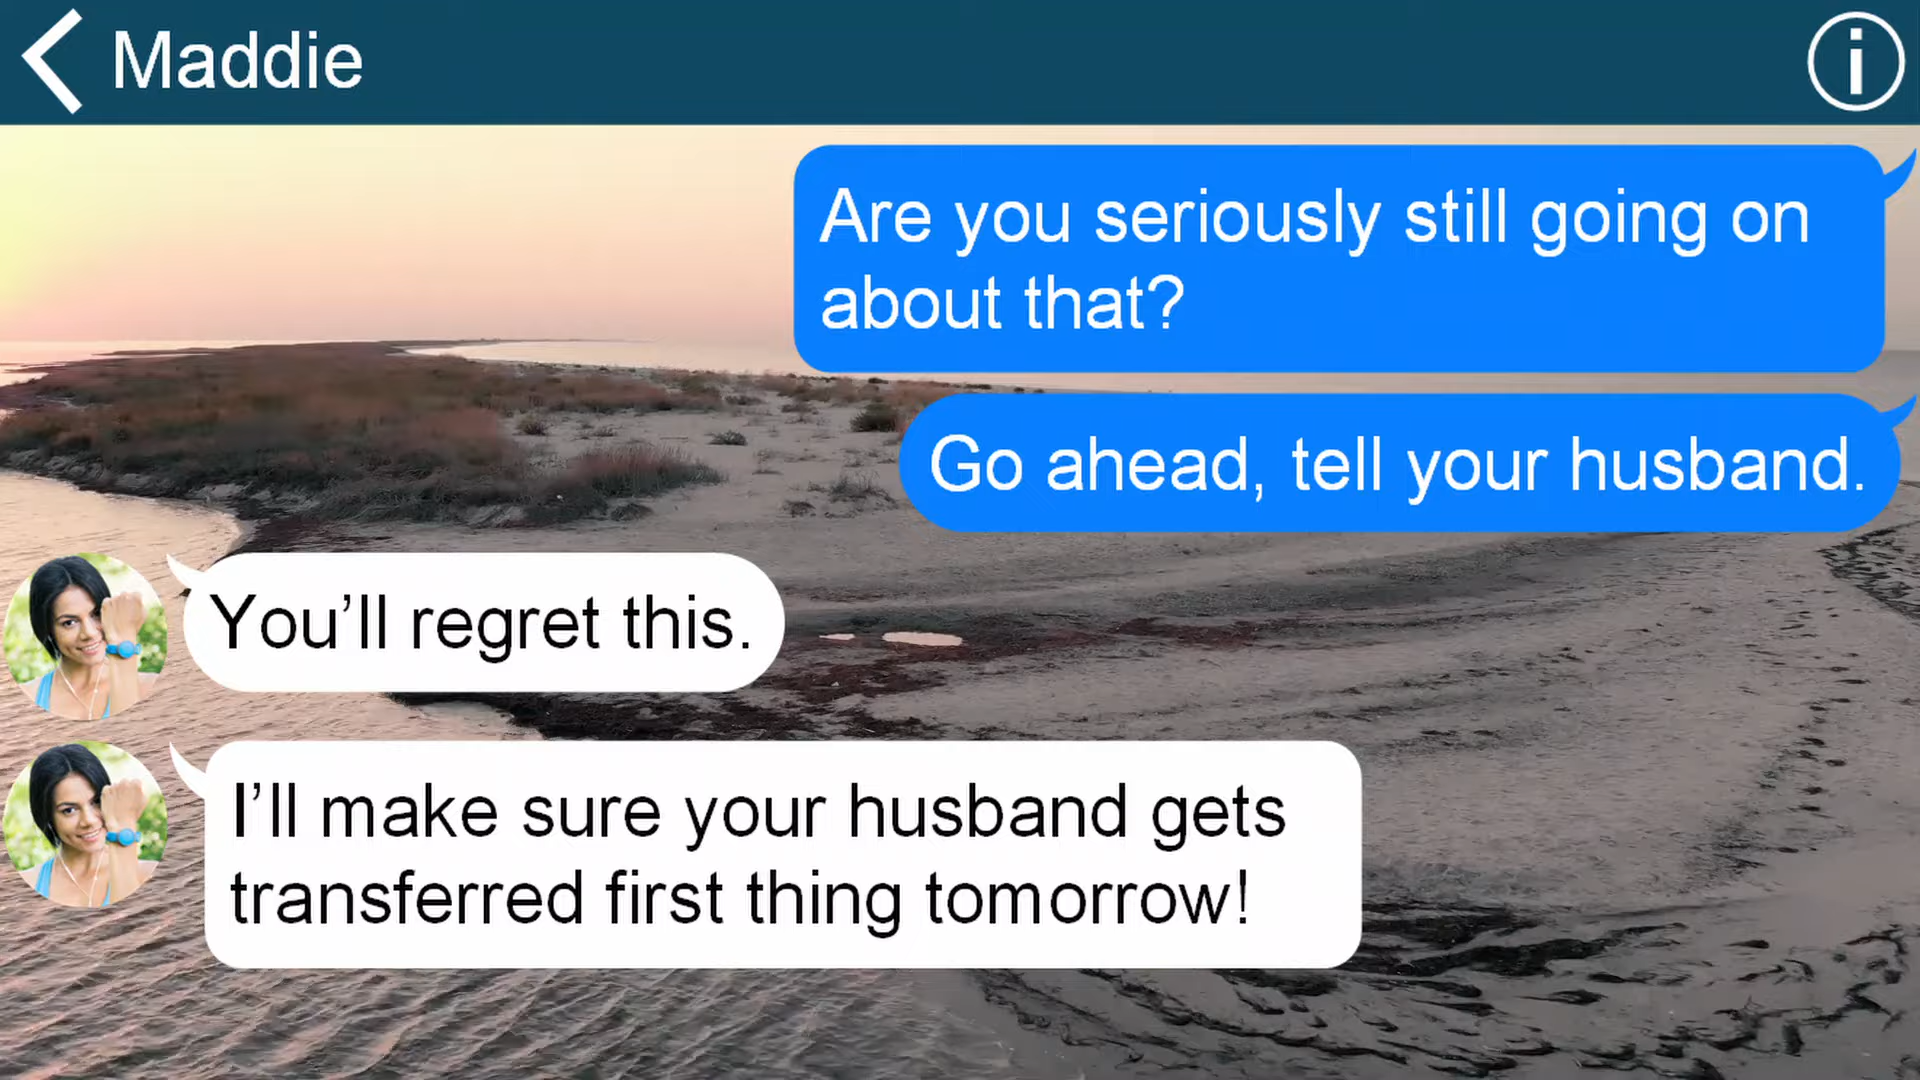 Maddie
Are you seriously still going on
about that?
Go ahead, tell your husband.
You’ll regret this.
I’ll make sure your husband gets
transferred first thing tomorrow!